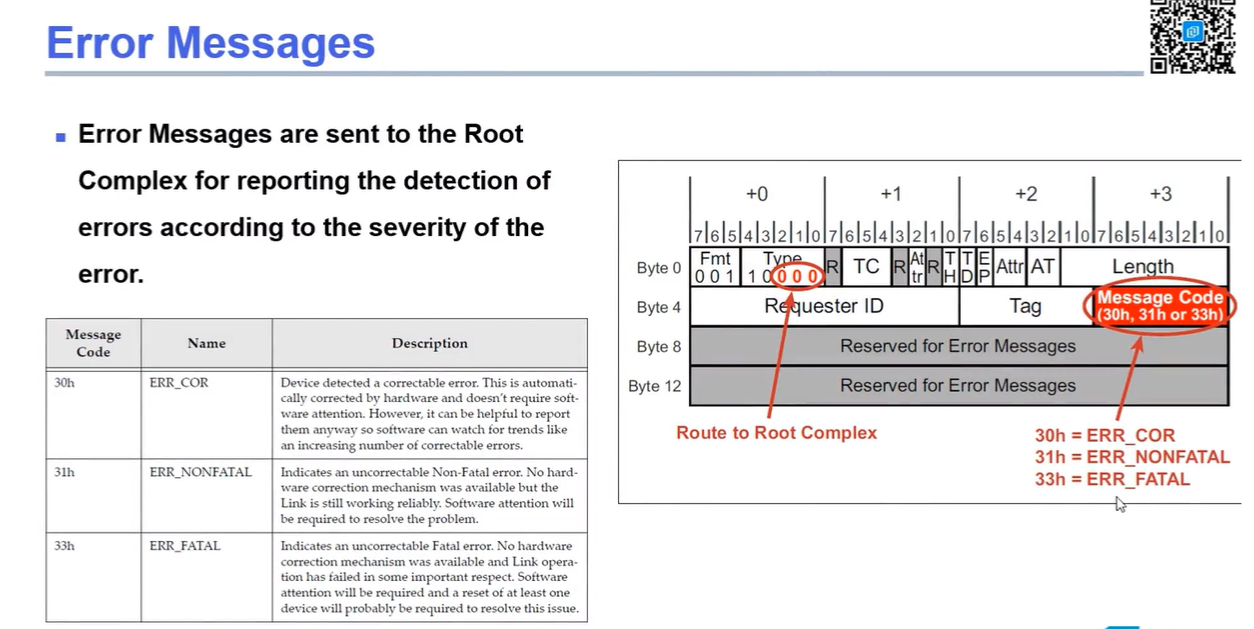 Error Messages
■ Error Messages are sent to the Root
Complex for reporting the detection of
errors according to the severity of the
error.
Message Code Name Description
30h ERR_COR Device detected a correctable error. This is automati-
cally corrected by hardware and doesn't require soft-
ware attention. However, it can be helpful to report
them anyway so software can watch for trends like
an increasing number of correctable errors.
31h ERR_NONFATAL Indicates an uncorrectable Non-Fatal error. No hard-
ware correction mechanism was available but the
Link is still working reliably. Software attention will
be required to resolve the problem.
33h ERR_FATAL Indicates an uncorrectable Fatal error. No hardware
correction mechanism was available and Link opera-
tion has failed in some important respect. Software
attention will be required and a reset of at least one
device will probably be required to resolve this issue.
+0 +1 +2 +3
7 6 5 4 3 2 1 0 7 6 5 4 3 2 1 0 7 6 5 4 3 2 1 0 7 6 5 4 3 2 1 0
Byte 0 Fmt 0 0 1 Type 1 0 0 0 0 R TC R At tr R T H T D E P Attr AT Length
Byte 4 Requester ID Tag Message Code
(30h, 31h or 33h)
Byte 8 Reserved for Error Messages
Byte 12 Reserved for Error Messages
Route to Root Complex
30h = ERR_COR
31h = ERR_NONFATAL
33h = ERR_FATAL